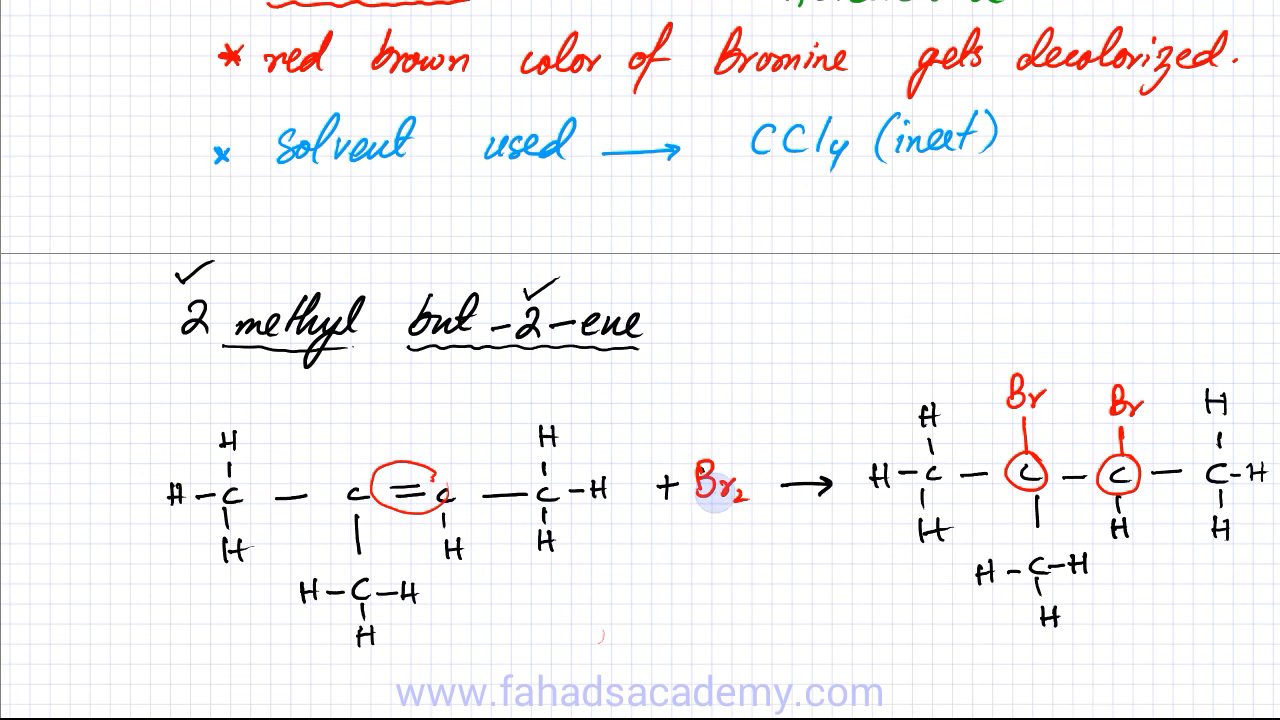 * red brown color of Bromine gets decolorized.
* Solvent used → CCl4 (inert)
✓ ✓
2 methyl but-2-ene
H H H Br Br H
H-C-C=C-C-H + Br2 → H-C-C-C-C-H
H H H H H H
H-C-H H-C-H
H H
www.fahadsacademy.com